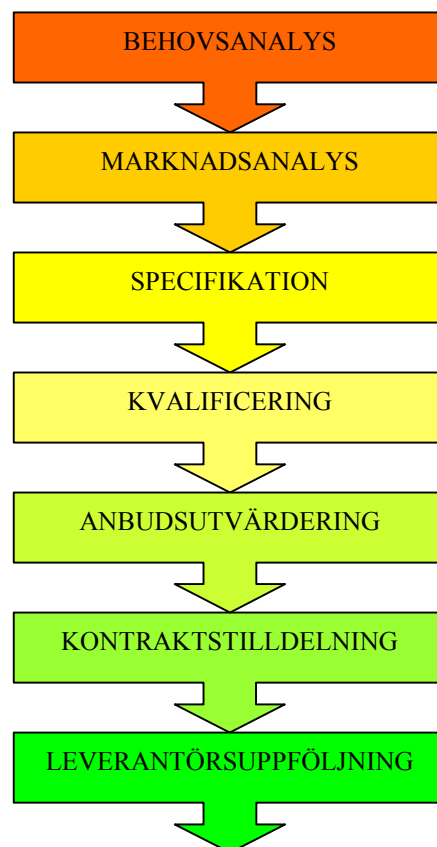 BEHOVSANALYS
MARKNADSANALYS
SPECIFIKATION
KVALIFICERING
ANBUDSUTVÄRDERING
KONTRAKTSTILLDELNING
LEVERANTÖRSUPPFÖLJNING